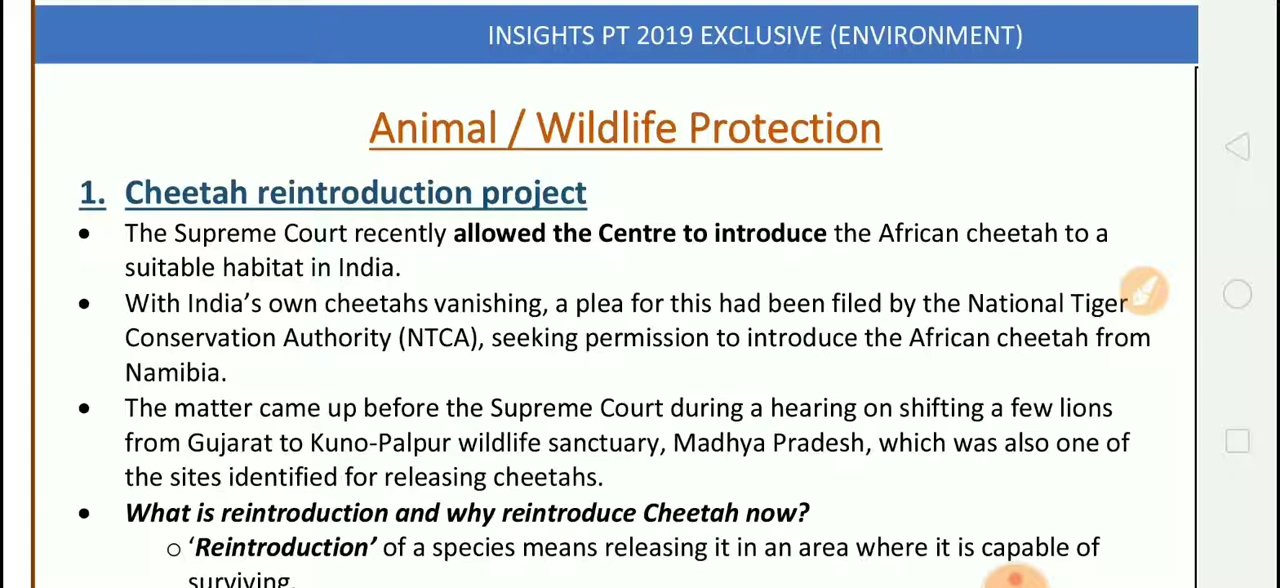 INSIGHTS PT 2019 EXCLUSIVE (ENVIRONMENT)
Animal / Wildlife Protection
1. Cheetah reintroduction project
• The Supreme Court recently allowed the Centre to introduce the African cheetah to a
suitable habitat in India.
• With India’s own cheetahs vanishing, a plea for this had been filed by the National Tiger
Conservation Authority (NTCA), seeking permission to introduce the African cheetah from
Namibia.
• The matter came up before the Supreme Court during a hearing on shifting a few lions
from Gujarat to Kuno-Palpur wildlife sanctuary, Madhya Pradesh, which was also one of
the sites identified for releasing cheetahs.
• What is reintroduction and why reintroduce Cheetah now?
o ‘Reintroduction’ of a species means releasing it in an area where it is capable of
surviving.